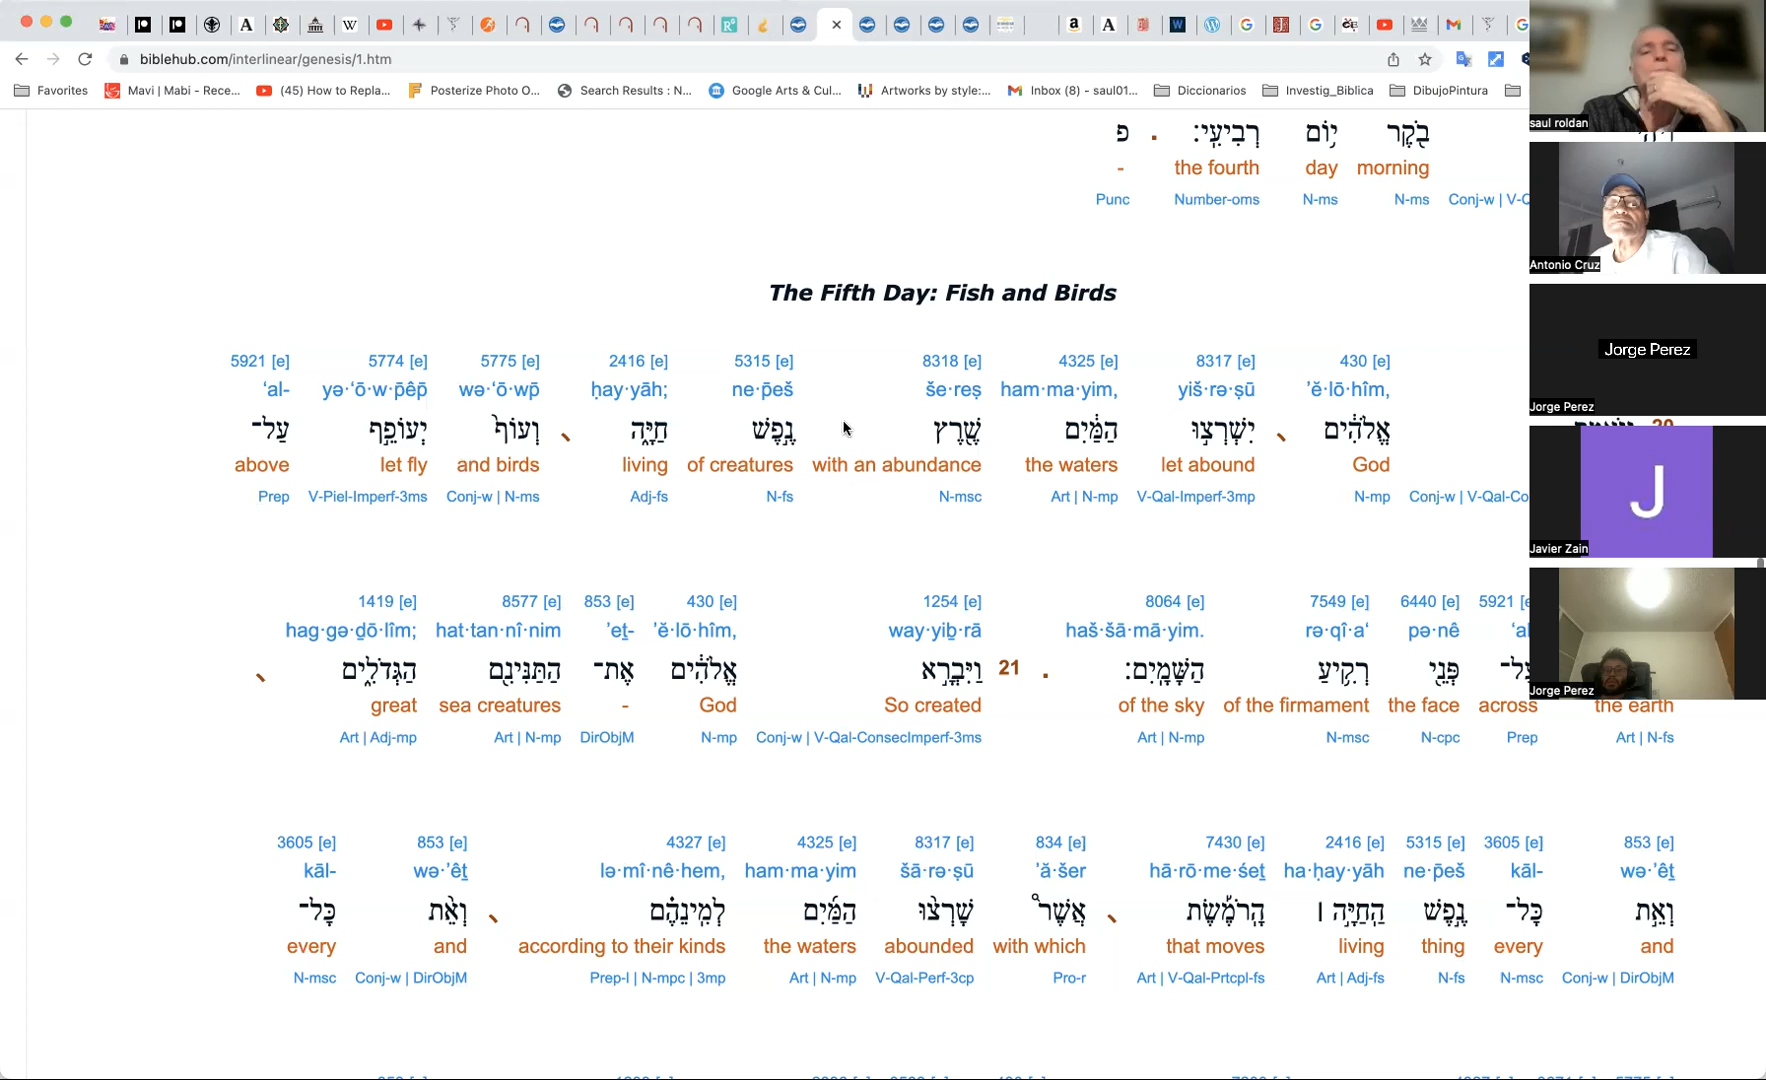 biblehub.com/interlinear/genesis/1.htm
Favorites Mavi | Mabi - Rece... (45) How to Repla... Posterize Photo O... Search Results : N... Google Arts & Cul... Artworks by style:... Inbox (8) - saul01... Diccionarios Investig_Biblica DibujoPintura
בֹ֖קֶר י֥וֹם רְבִיעִֽי׃ . פ
morning day the fourth -
Conj-w | V-Q N-ms N-ms Number-oms Punc
The Fifth Day: Fish and Birds
430 [e] 8317 [e] 4325 [e] 8318 [e] 5315 [e] 2416 [e] 5775 [e] 5774 [e] 5921 [e]
’ĕ·lō·hîm, yiš·rə·ṣū ham·ma·yim, še·reṣ ne·p̄eš ḥay·yāh; wə·‘ō·wp̄ yə·‘ō·w·p̄êp̄ ‘al-
אֱלֹהִ֔ים ، יִשְׁרְצ֣וּ הַמַּ֔יִם שֶׁ֖רֶץ נֶ֣פֶשׁ חַיָּ֑ה ، וְעוֹף֙ יְעוֹפֵ֣ף עַל־
God let abound the waters with an abundance of creatures living and birds let fly above
Conj-w | V-Qal-Co N-mp V-Qal-Imperf-3mp Art | N-mp N-msc N-fs Adj-fs Conj-w | N-ms V-Piel-Imperf-3ms Prep
5921 [e 6440 [e] 7549 [e] 8064 [e] 1254 [e] 430 [e] 853 [e] 8577 [e] 1419 [e]
‘al pə·nê rə·qî·a‘ haš·šā·mā·yim. way·yiḇ·rā ’ĕ·lō·hîm, ’eṯ- hat·tan·nî·nim hag·gə·ḏō·lîm;
עַל־ פְּנֵ֖י רְקִ֥יעַ הַשָּׁמָֽיִם׃ . 21 וַיִּבְרָ֣א אֱלֹהִ֔ים אֶת־ הַתַּנִּינִ֖ם הַגְּדֹלִ֑ים ،
the earth across the face of the firmament of the sky So created God - sea creatures great
Art | N-fs Prep N-cpc N-msc Art | N-mp Conj-w | V-Qal-ConsecImperf-3ms N-mp DirObjM Art | N-mp Art | Adj-mp
853 [e] 3605 [e] 5315 [e] 2416 [e] 7430 [e] 834 [e] 8317 [e] 4325 [e] 4327 [e] 853 [e] 3605 [e]
wə·’êṯ kāl- ne·p̄eš ha·ḥay·yāh hā·rō·me·śeṯ ’ă·šer šā·rə·ṣū ham·ma·yim lə·mî·nê·hem, wə·’êṯ kāl-
וְאֵ֣ת כָּל־ נֶ֣פֶשׁ הַֽחַיָּ֣ה ׀ הָֽרֹמֶ֡שֶׂת ، אֲשֶׁר֩ שָׁרְצ֨וּ הַמַּ֜יִם לְמִֽינֵהֶ֗ם ، וְאֵ֨ת כָּל־
and every thing living that moves with which abounded the waters according to their kinds and every
Conj-w | DirObjM N-msc N-fs Art | Adj-fs Art | V-Qal-Prtcpl-fs Pro-r V-Qal-Perf-3cp Art | N-mp Prep-l | N-mpc | 3mp Conj-w | DirObjM N-msc
saul roldan
Antonio Cruz
Jorge Perez
Jorge Perez
J
Javier Zain
Jorge Perez